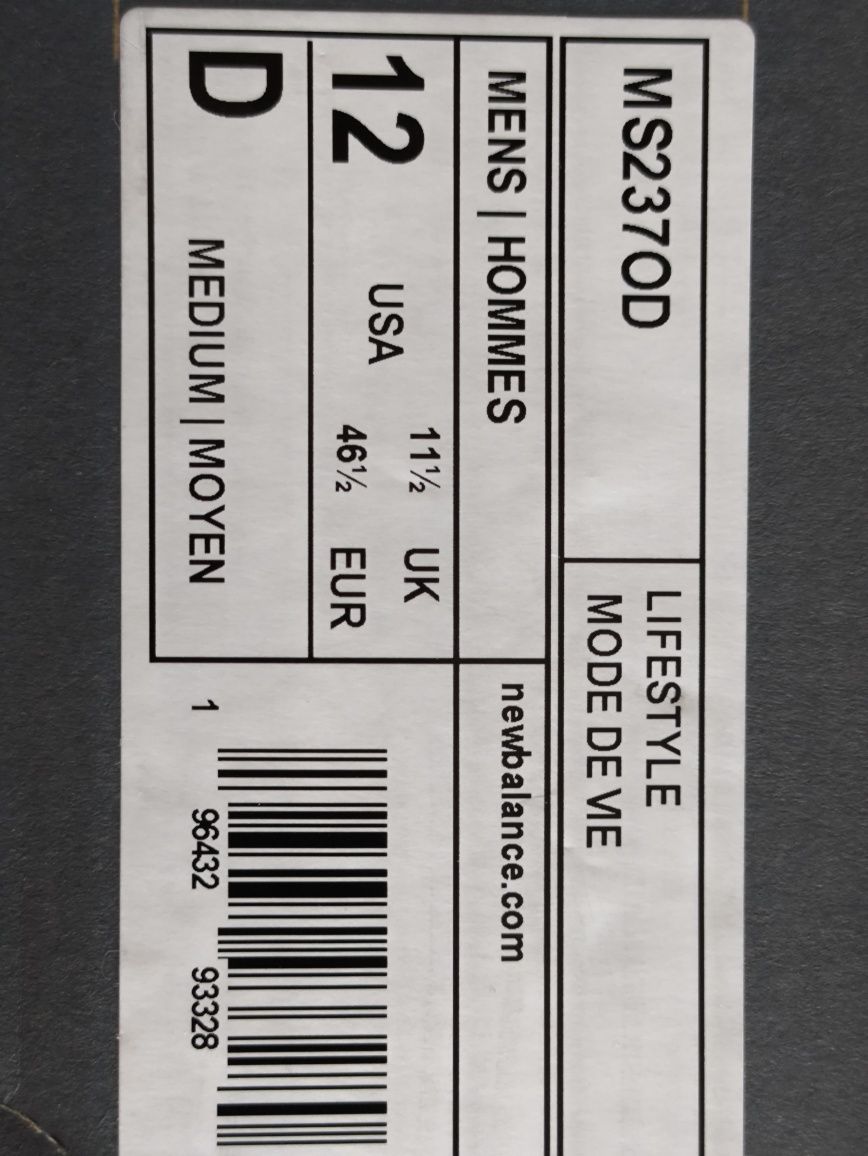 MS237OD
LIFESTYLE
MODE DE VIE
MENS | HOMMES
newbalance.com
12 USA
11½ UK
46½ EUR
D MEDIUM | MOYEN
1 96432 93328